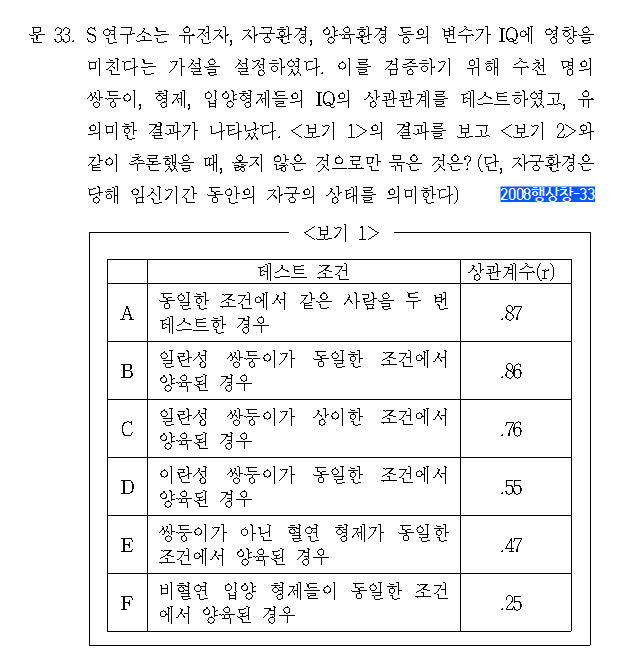 문 33. S연구소는 유전자, 자궁환경, 양육환경 등의 변수가 IQ에 영향을
미친다는 가설을 설정하였다. 이를 검증하기 위해 수천 명의
쌍둥이, 형제, 입양형제들의 IQ의 상관관계를 테스트하였고, 유
의미한 결과가 나타났다. <보기 1>의 결과를 보고 <보기 2>와
같이 추론했을 때, 옳지 않은 것으로만 묶은 것은? (단, 자궁환경은
당해 임신기간 동안의 자궁의 상태를 의미한다) 2008행상창-33
<보기 1>
테스트 조건 상관계수(r)
A 동일한 조건에서 같은 사람을 두 번
테스트한 경우 .87
B 일란성 쌍둥이가 동일한 조건에서
양육된 경우 .86
C 일란성 쌍둥이가 상이한 조건에서
양육된 경우 .76
D 이란성 쌍둥이가 동일한 조건에서
양육된 경우 .55
E 쌍둥이가 아닌 혈연 형제가 동일한
조건에서 양육된 경우 .47
F 비혈연 입양 형제들이 동일한 조건
에서 양육된 경우 .25